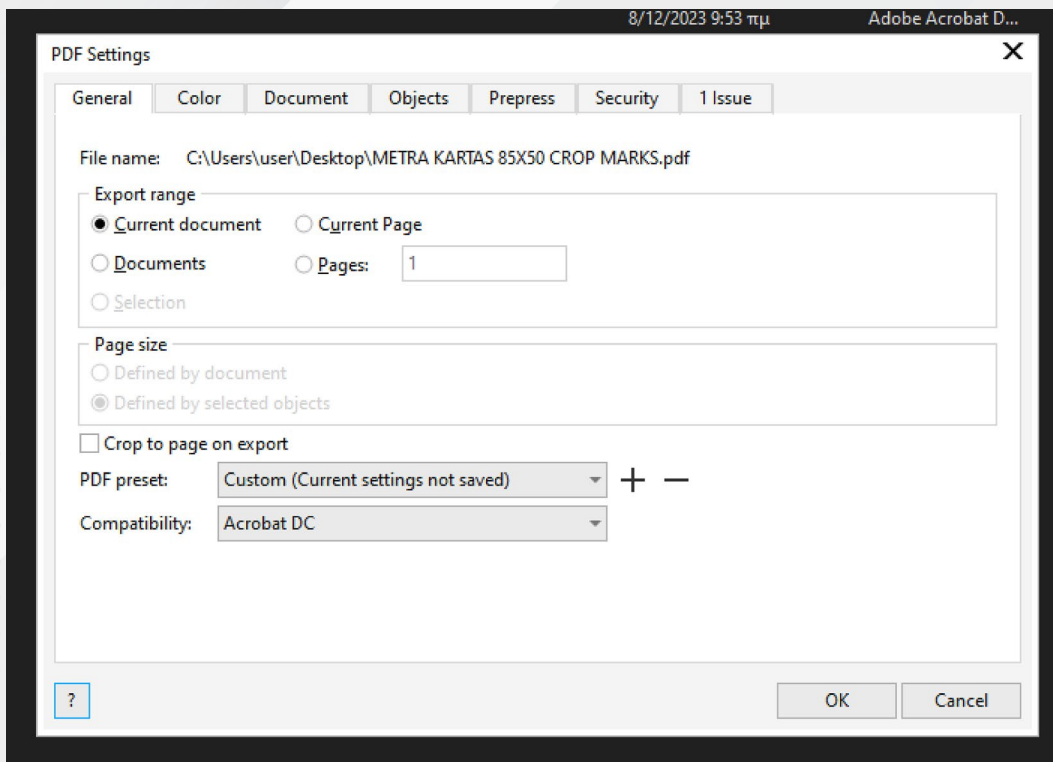 8/12/2023 9:53 πμ Adobe Acrobat D...
PDF Settings
General Color Document Objects Prepress Security 1 Issue
File name: C:\Users\user\Desktop\METRA KARTAS 85X50 CROP MARKS.pdf
Export range
Current document Current Page
Documents Pages: 1
Selection
Page size
Defined by document
Defined by selected objects
Crop to page on export
PDF preset: Custom (Current settings not saved)
Compatibility: Acrobat DC
? OK Cancel